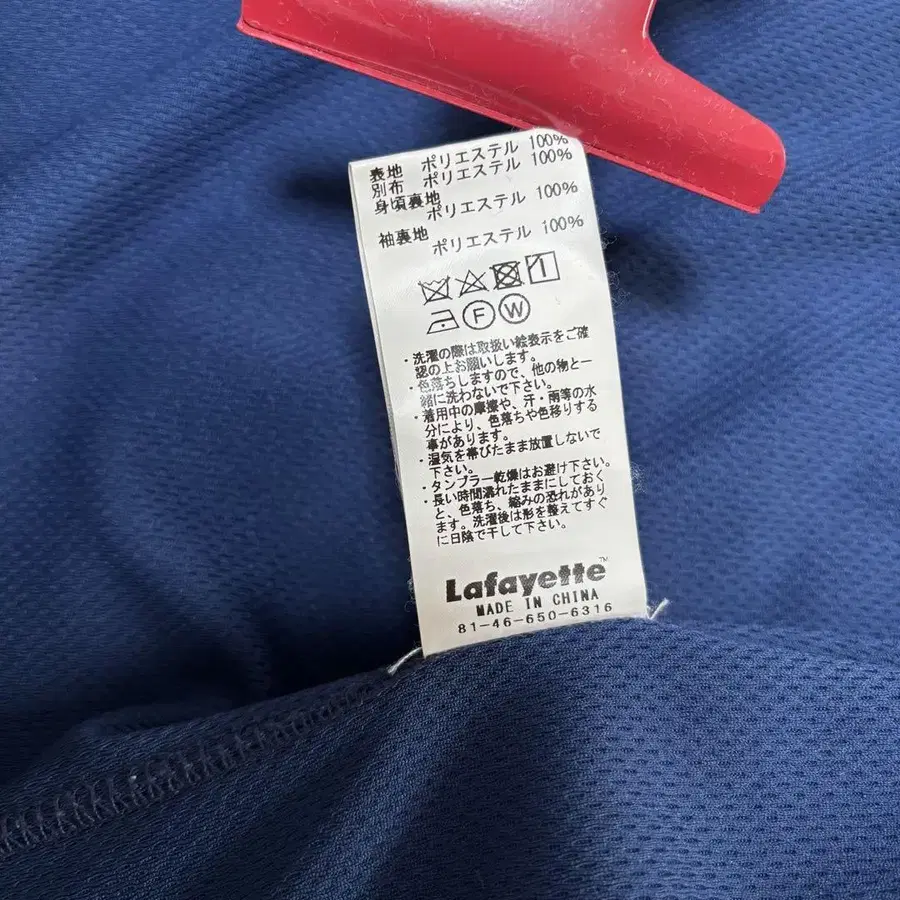 表地 ポリエステル 100%
別布 ポリエステル 100%
身頃裏地
ポリエステル 100%
袖裏地
ポリエステル 100%
1
F W
・洗濯の際は取扱い絵表示をご確
認の上お願いします。
・色落ちしますので、他の物と一
緒に洗わないで下さい。
・着用中の摩擦や、汗・雨等の水
分により、色落ちや色移りする
事があります。
・湿気を帯びたまま放置しないで
下さい。
・タンブラー乾燥はお避け下さい。
・長い時間濡れたままにしておく
と、色落ち、縮みの恐れがあり
ます。洗濯後は形を整えてすぐ
に日陰で干して下さい。
Lafayette™
MADE IN CHINA
81-46-650-6316